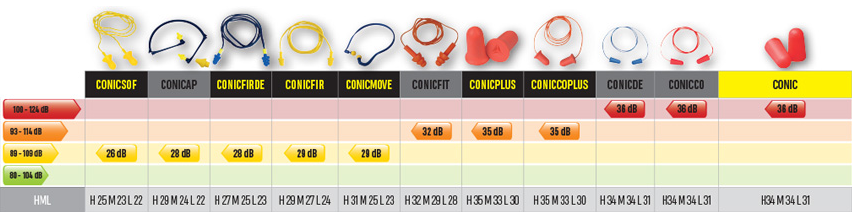 CONICSOF CONICAP CONICFIRDE CONICFIR CONICMOVE CONICFIT CONICPLUS CONICCOPLUS CONICDE CONICCO CONIC
100 - 124 dB 36 dB 36 dB 36 dB
93 - 114 dB 32 dB 35 dB 35 dB
88 - 109 dB 26 dB 28 dB 28 dB 29 dB 29 dB
80 - 104 dB
HML H 25 M 23 L 22 H 29 M 24 L 22 H 27 M 25 L 23 H 29 M 27 L 24 H 31 M 25 L 23 H 32 M 29 L 28 H 35 M 33 L 30 H 35 M 33 L 30 H 34 M 34 L 31 H34 M 34 L31 H34 M 34 L31